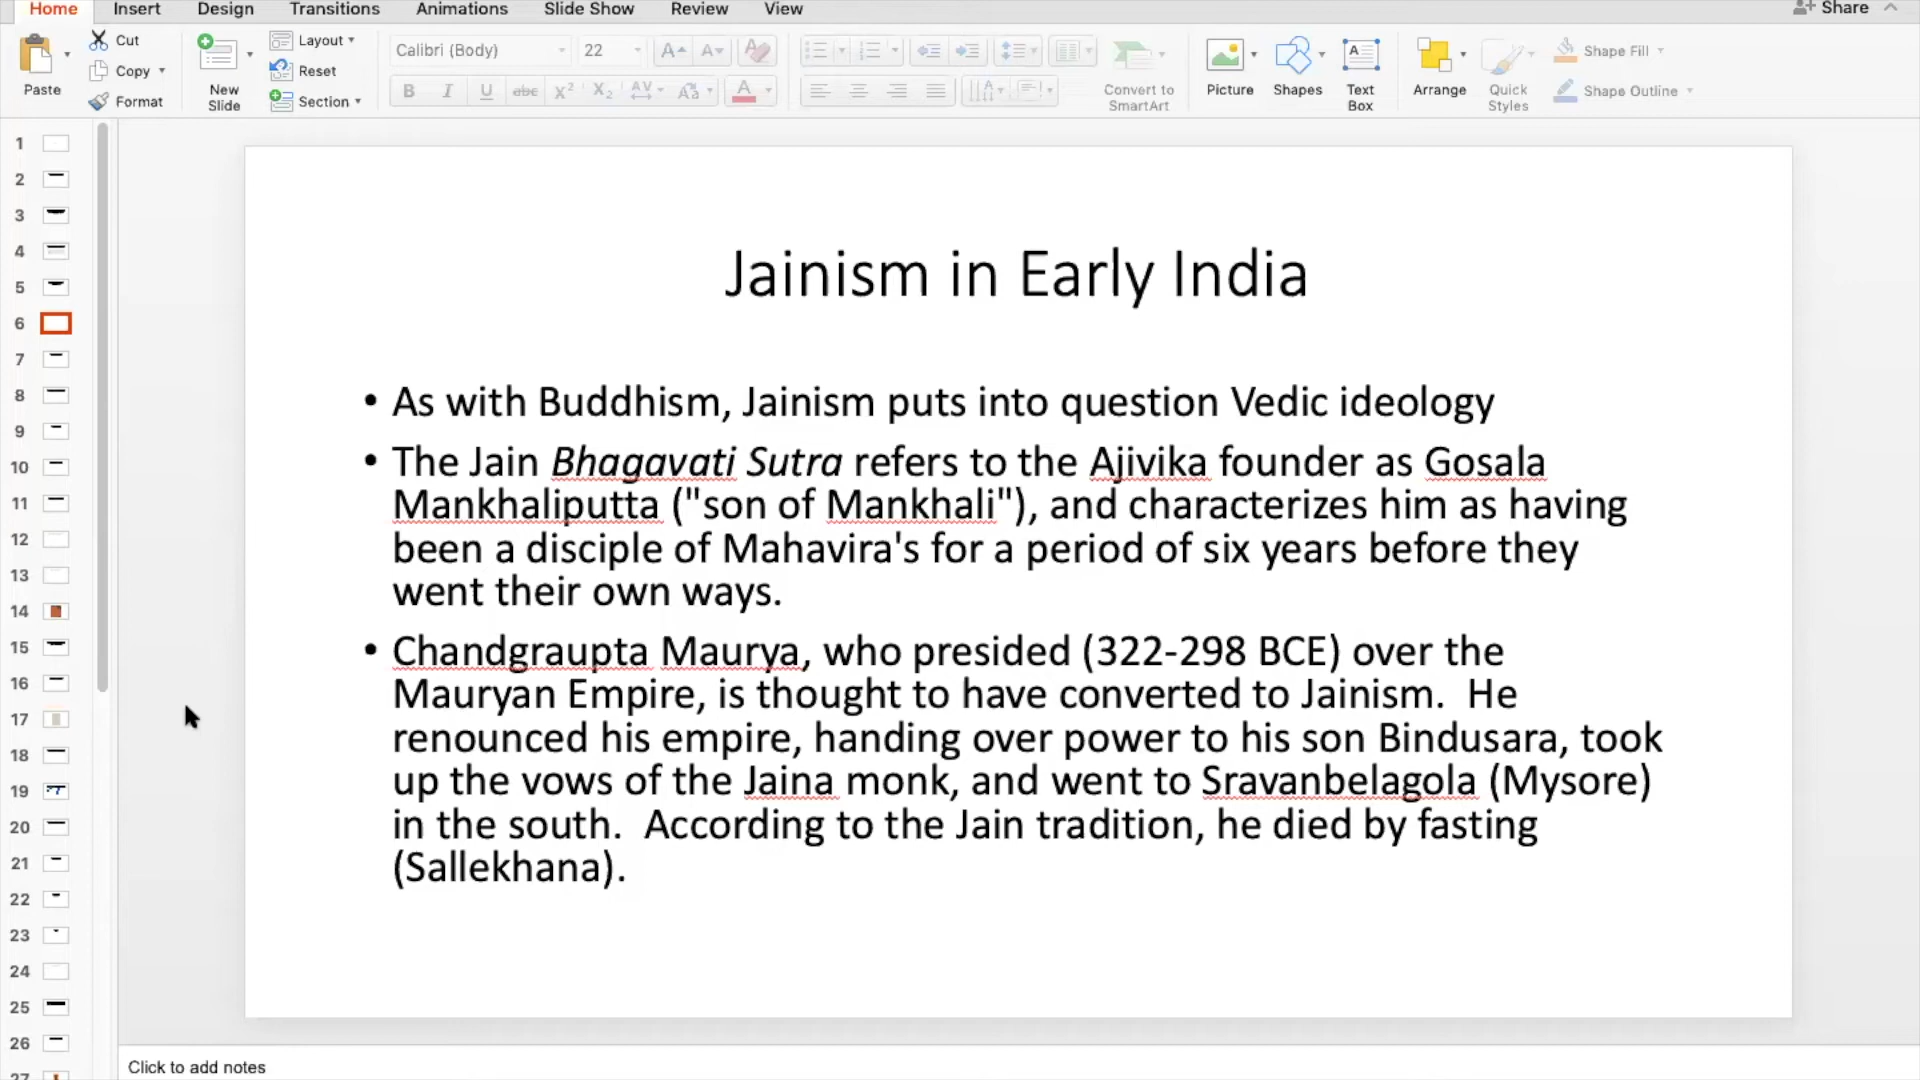 Home Insert Design Transitions Animations Slide Show Review View Share
Paste
Cut
Copy
Format
New
Slide
Layout
Reset
Section
Calibri (Body) 22
Convert to
SmartArt
Picture
Shapes
Text
Box
Arrange
Quick
Styles
Shape Fill
Shape Outline
1
2
3
4
5
6
7
8
9
10
11
12
13
14
15
16
17
18
19
20
21
22
23
24
25
26
27
Jainism in Early India
• As with Buddhism, Jainism puts into question Vedic ideology
• The Jain Bhagavati Sutra refers to the Ajivika founder as Gosala
Mankhaliputta ("son of Mankhali"), and characterizes him as having
been a disciple of Mahavira's for a period of six years before they
went their own ways.
• Chandgraupta Maurya, who presided (322-298 BCE) over the
Mauryan Empire, is thought to have converted to Jainism. He
renounced his empire, handing over power to his son Bindusara, took
up the vows of the Jaina monk, and went to Sravanbelagola (Mysore)
in the south. According to the Jain tradition, he died by fasting
(Sallekhana).
Click to add notes